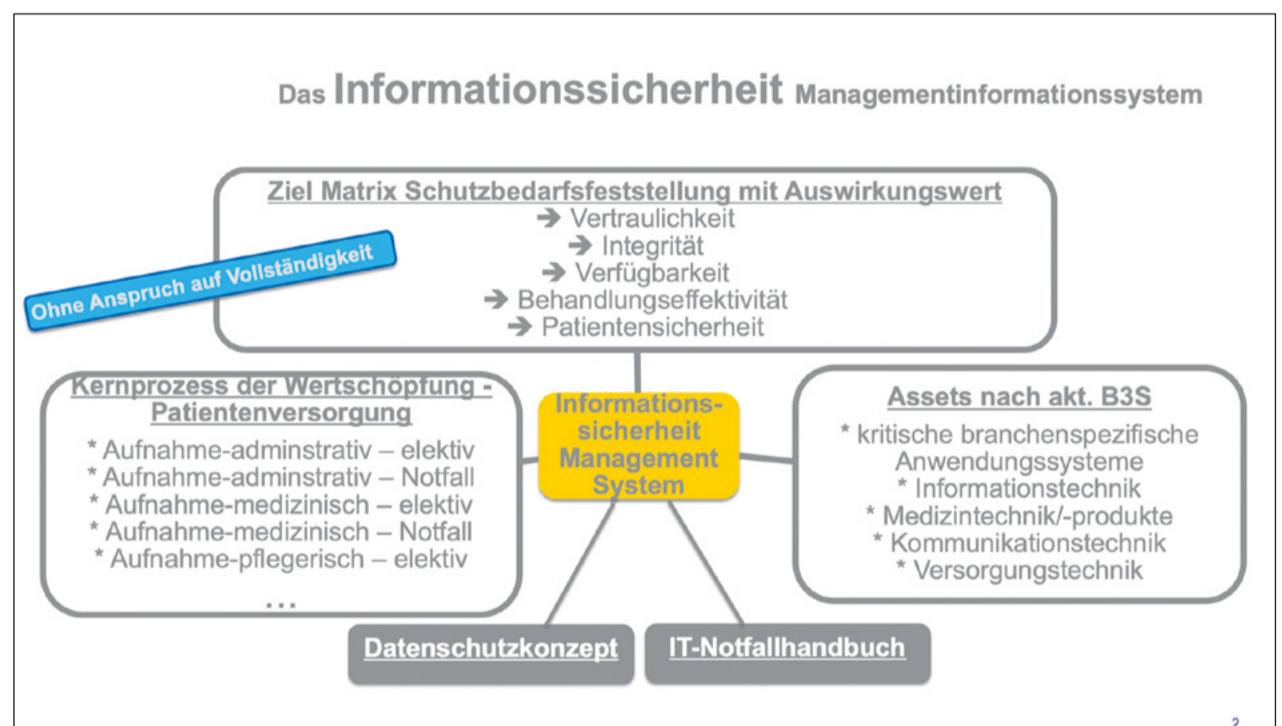 Das Informationssicherheit Managementinformationssystem
Ziel Matrix Schutzbedarfsfeststellung mit Auswirkungswert
➔ Vertraulichkeit
➔ Integrität
➔ Verfügbarkeit
➔ Behandlungseffektivität
➔ Patientensicherheit
Ohne Anspruch auf Vollständigkeit
Kernprozess der Wertschöpfung -
Patientenversorgung
* Aufnahme-adminstrativ – elektiv
* Aufnahme-adminstrativ – Notfall
* Aufnahme-medizinisch – elektiv
* Aufnahme-medizinisch – Notfall
* Aufnahme-pflegerisch – elektiv
...
Informations-
sicherheit
Management
System
Assets nach akt. B3S
* kritische branchenspezifische
Anwendungssysteme
* Informationstechnik
* Medizintechnik/-produkte
* Kommunikationstechnik
* Versorgungstechnik
Datenschutzkonzept
IT-Notfallhandbuch
2